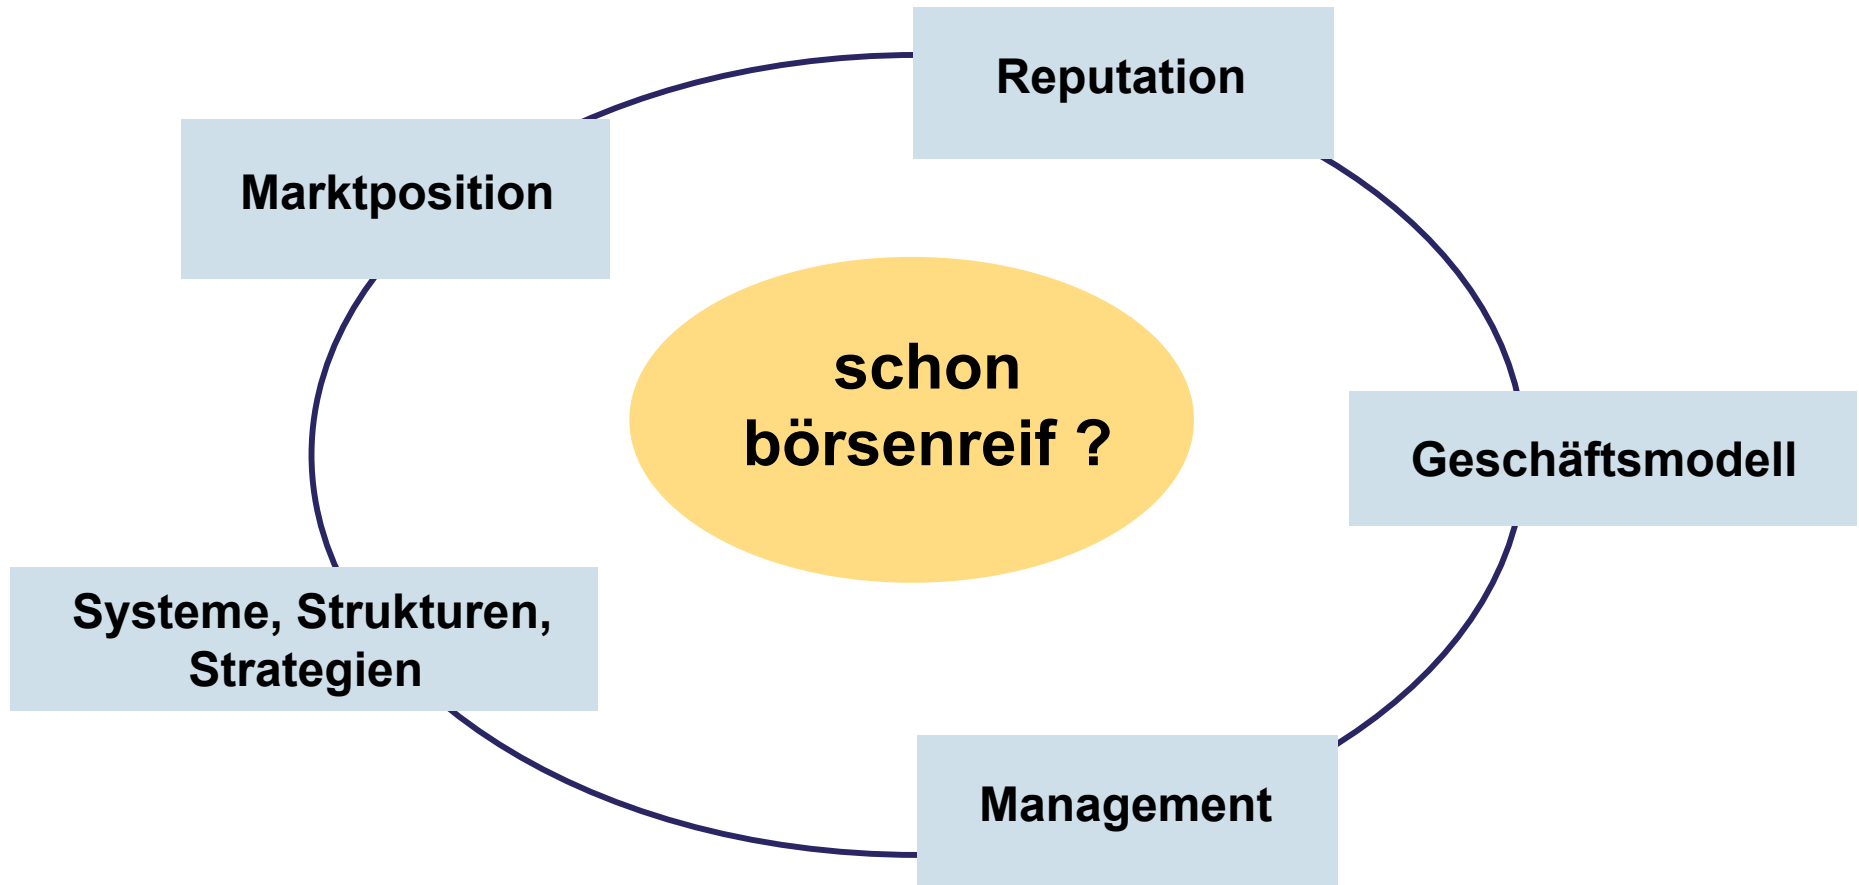 Reputation
Marktposition
schon
börsenreif ?
Geschäftsmodell
Systeme, Strukturen,
Strategien
Management